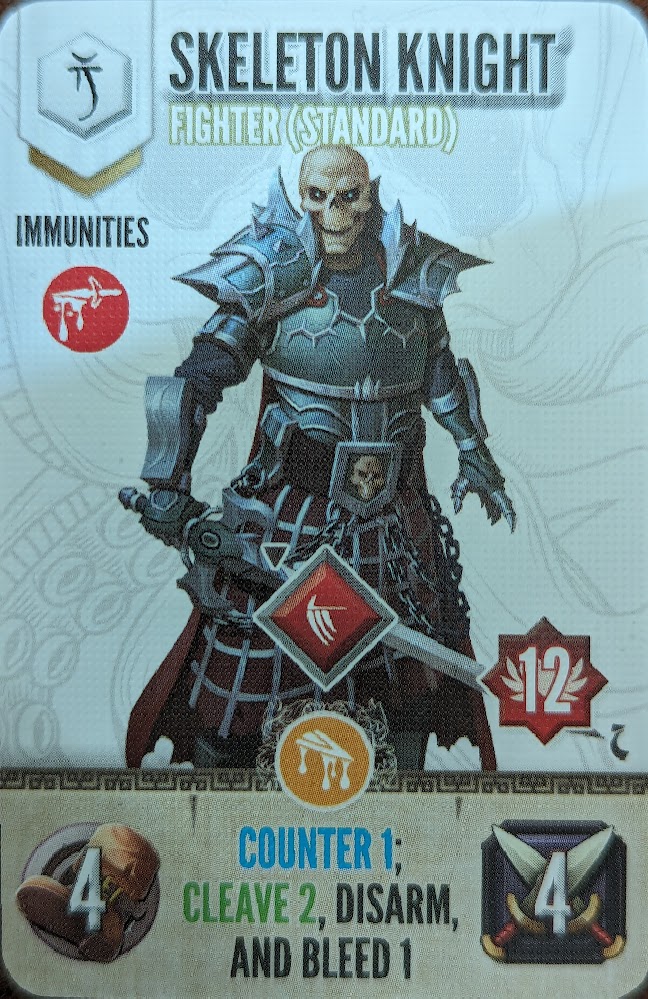 SKELETON KNIGHT
FIGHTER (STANDARD)
IMMUNITIES
12
4
COUNTER 1;
CLEAVE 2, DISARM,
AND BLEED 1
4